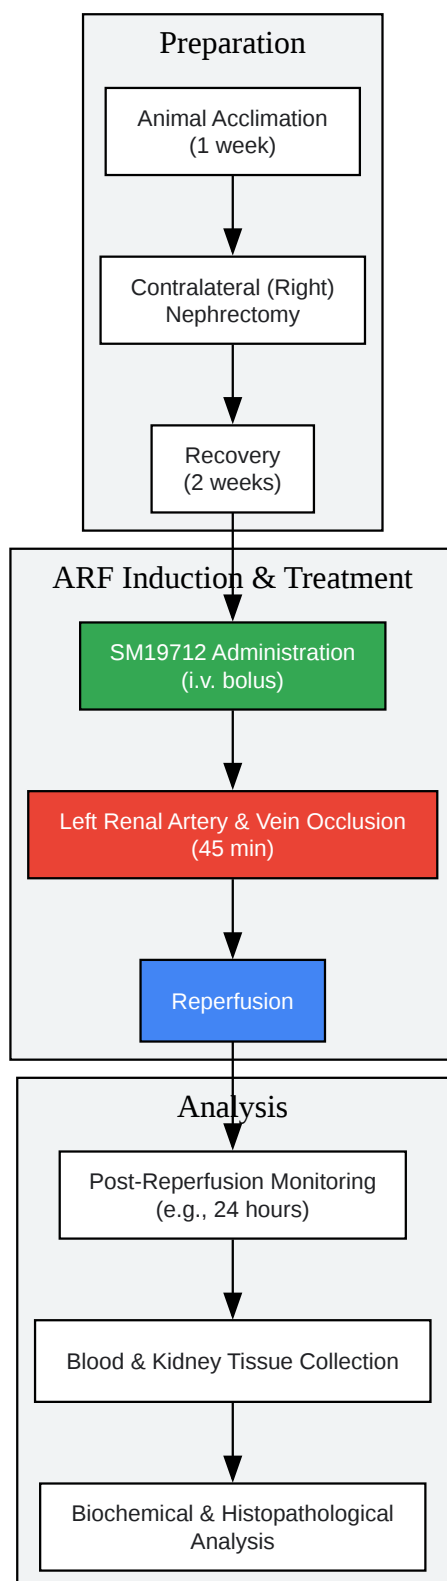 Preparation
Animal Acclimation
(1 week)
Contralateral (Right)
Nephrectomy
Recovery
(2 weeks)
ARF Induction & Treatment
SM19712 Administration
(i.v. bolus)
Left Renal Artery & Vein Occlusion
(45 min)
Reperfusion
Analysis
Post-Reperfusion Monitoring
(e.g., 24 hours)
Blood & Kidney Tissue Collection
Biochemical & Histopathological
Analysis